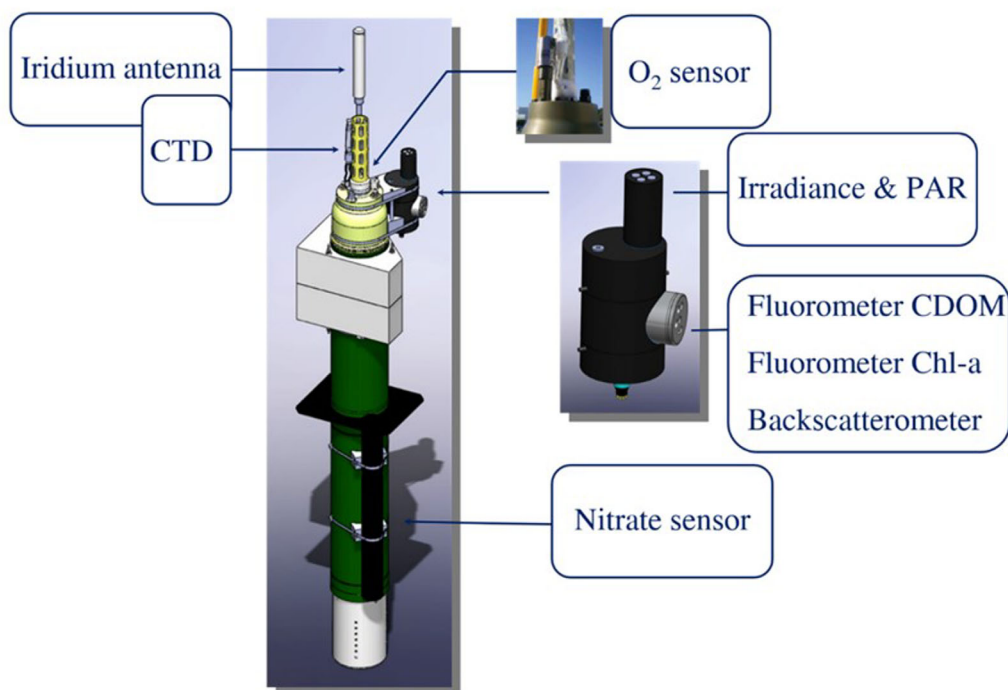 Iridium antenna
CTD
O₂ sensor
Irradiance & PAR
Fluorometer CDOM
Fluorometer Chl-a
Backscatterometer
Nitrate sensor